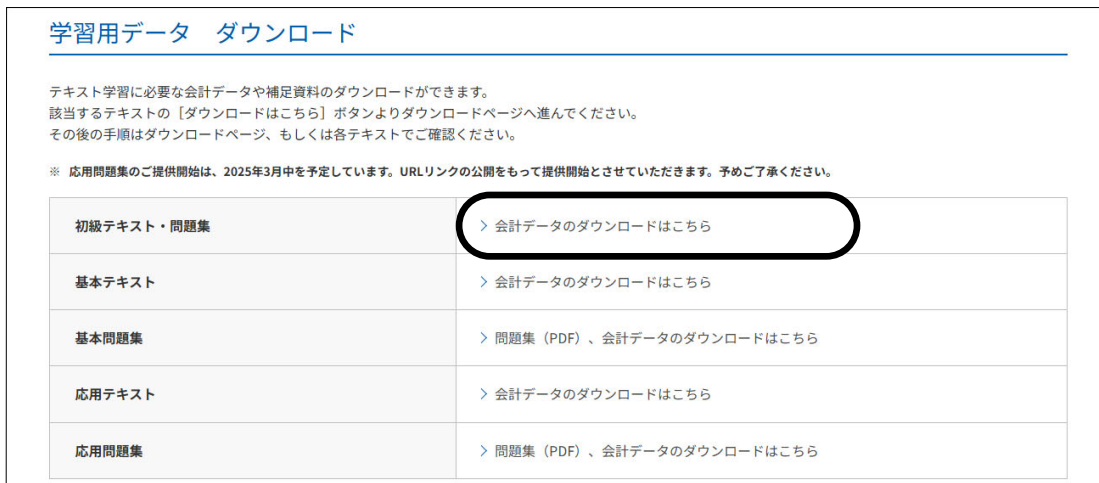 学習用データ　ダウンロード
テキスト学習に必要な会計データや補足資料のダウンロードができます。
該当するテキストの［ダウンロードはこちら］ボタンよりダウンロードページへ進んでください。
その後の手順はダウンロードページ、もしくは各テキストでご確認ください。
※ 応用問題集のご提供開始は、2025年3月中を予定しています。URLリンクの公開をもって提供開始とさせていただきます。予めご了承ください。
初級テキスト・問題集 > 会計データのダウンロードはこちら
基本テキスト > 会計データのダウンロードはこちら
基本問題集 > 問題集（PDF）、会計データのダウンロードはこちら
応用テキスト > 会計データのダウンロードはこちら
応用問題集 > 問題集（PDF）、会計データのダウンロードはこちら